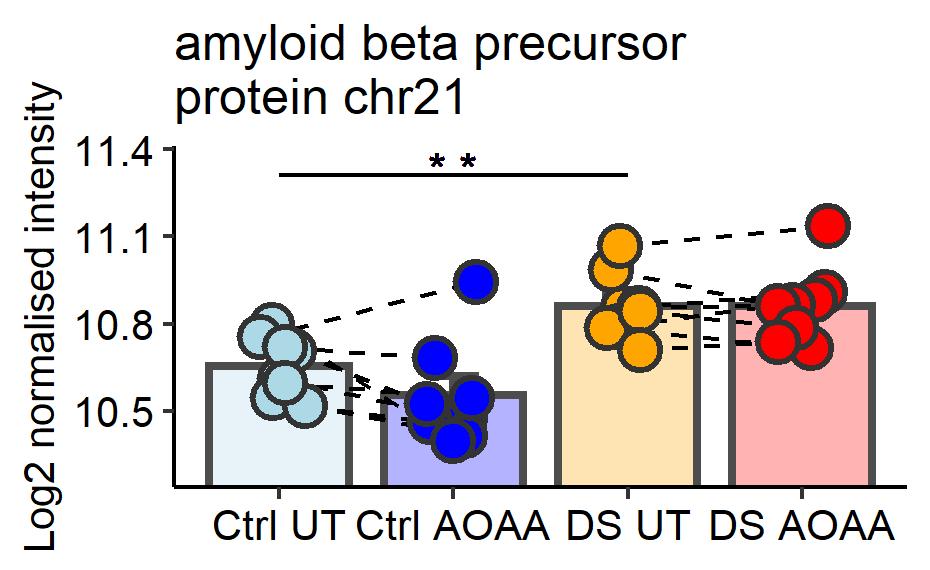 amyloid beta precursor
protein chr21
Log2 normalised intensity
11.4
11.1
10.8
10.5
* *
Ctrl UT
Ctrl AOAA
DS UT
DS AOAA